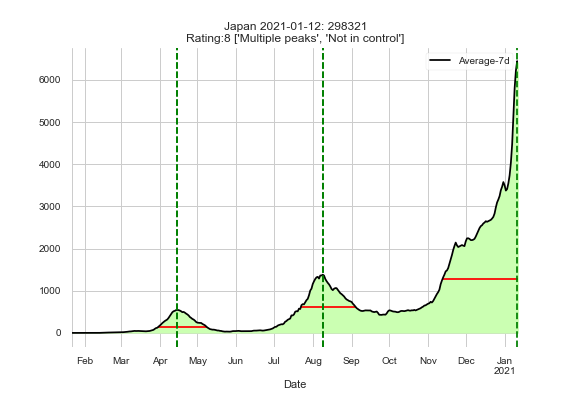 Japan 2021-01-12: 298321
Rating:8 ['Multiple peaks', 'Not in control']
Average-7d
6000
5000
4000
3000
2000
1000
0
Feb Mar Apr May Jun Jul Aug Sep Oct Nov Dec Jan
2021
Date